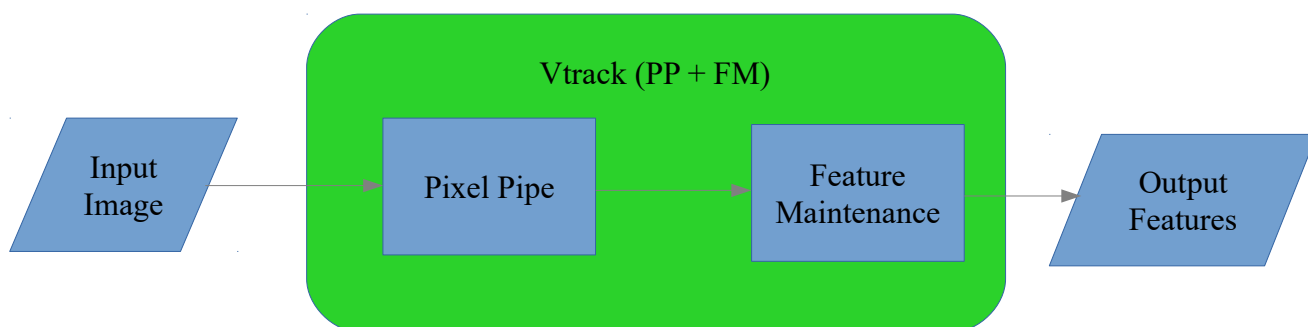 Vtrack (PP + FM)
Input
Image
Pixel Pipe
Feature
Maintenance
Output
Features